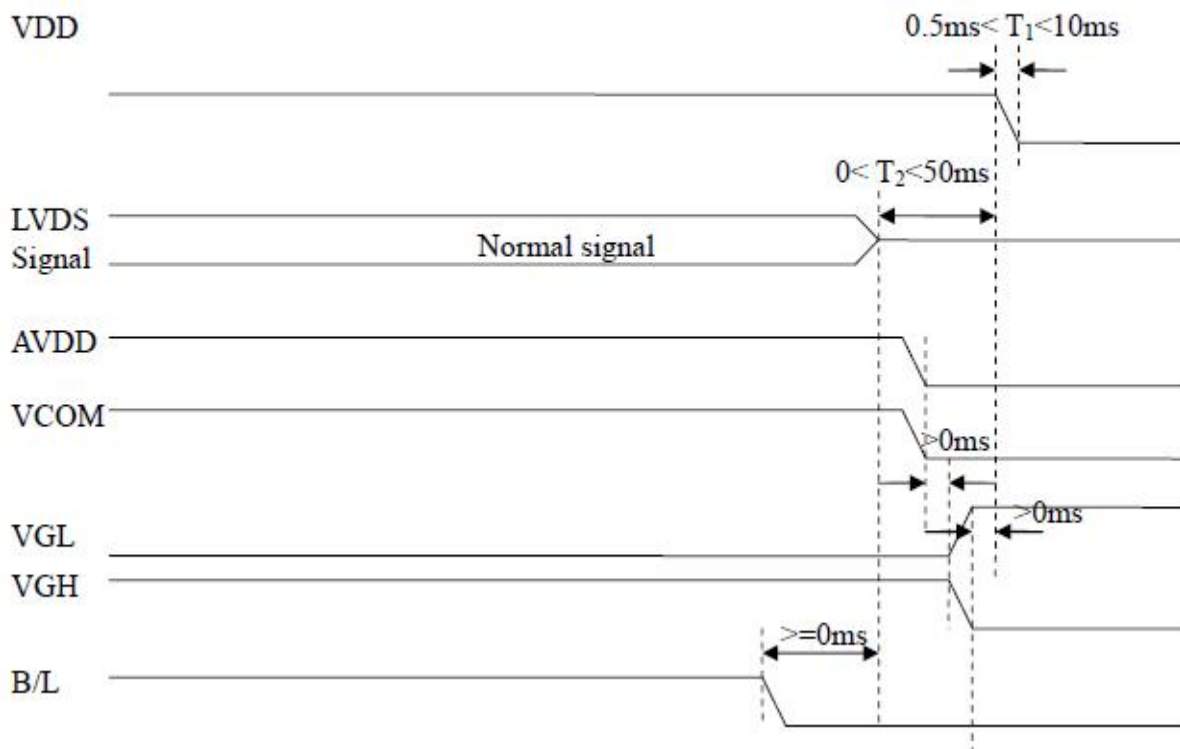 VDD
0.5ms< T₁<10ms
0< T₂<50ms
LVDS
Signal
Normal signal
AVDD
VCOM
>0ms
>0ms
VGL
VGH
>=0ms
B/L